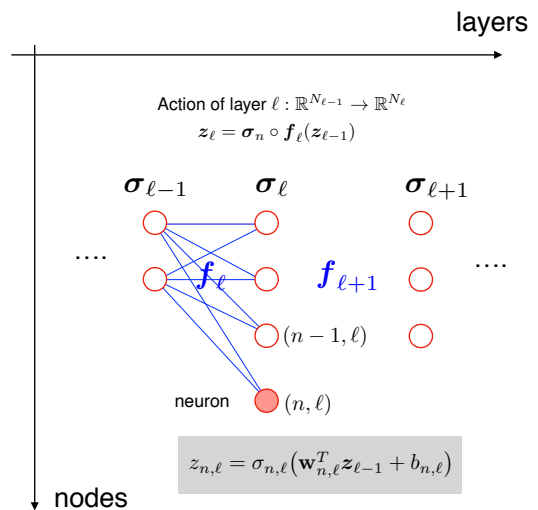 layers
Action of layer ℓ : ℝ^{N_{ℓ−1}} → ℝ^{N_ℓ}
𝒛_ℓ = 𝝈_n ∘ 𝒇_ℓ(𝒛_{ℓ−1})
𝝈_{ℓ−1} 𝝈_ℓ 𝝈_{ℓ+1}
.... 𝒇_ℓ 𝒇_{ℓ+1} ....
(n − 1, ℓ)
neuron (n, ℓ)
z_{n,ℓ} = σ_{n,ℓ}(𝐰^T_{n,ℓ} 𝒛_{ℓ−1} + b_{n,ℓ})
nodes